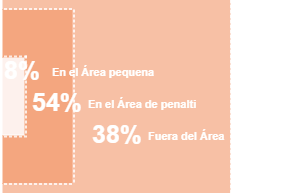 8% En el Área pequena
54% En el Área de penalti
38% Fuera del Área